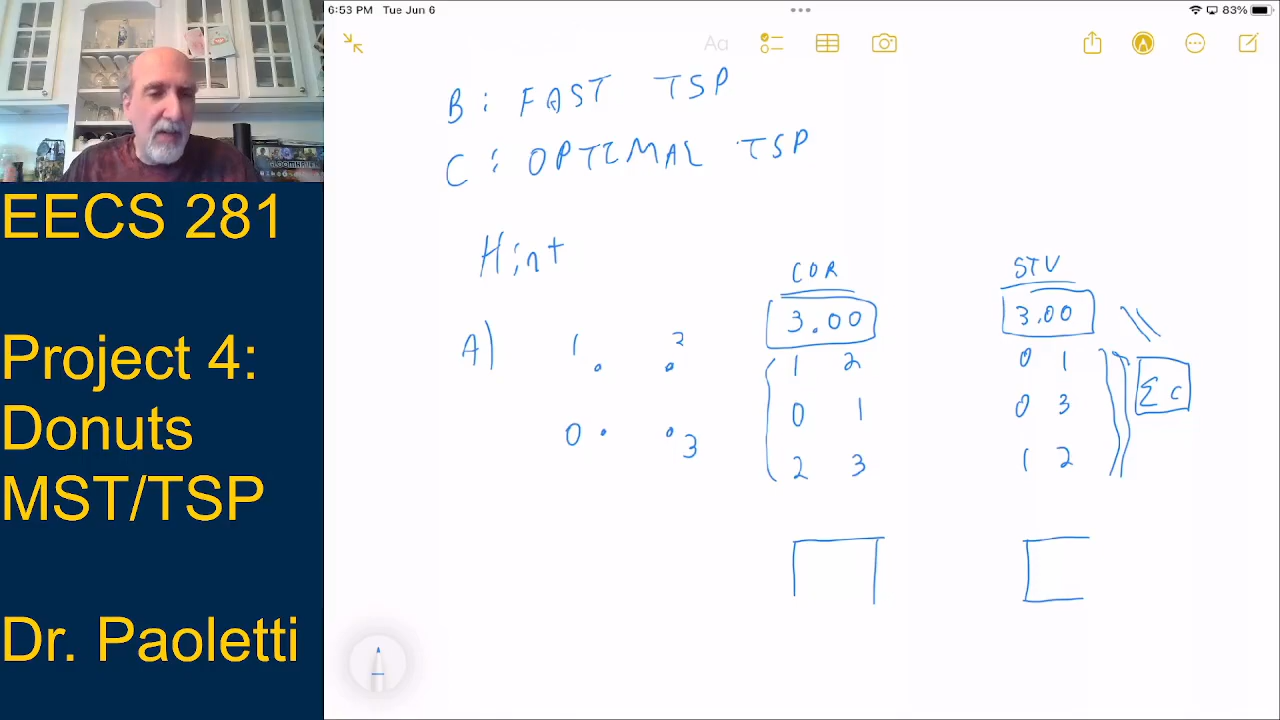 6:53 PM Tue Jun 6
83%
Aa
B: FAST TSP
C: OPTIMAL TSP
Hint
COR
STU
3.00
3.00
A)
1
2
0
3
1 2
0 1
2 3
0 1
0 3
1 2
Σ c
EECS 281
Project 4:
Donuts
MST/TSP
Dr. Paoletti